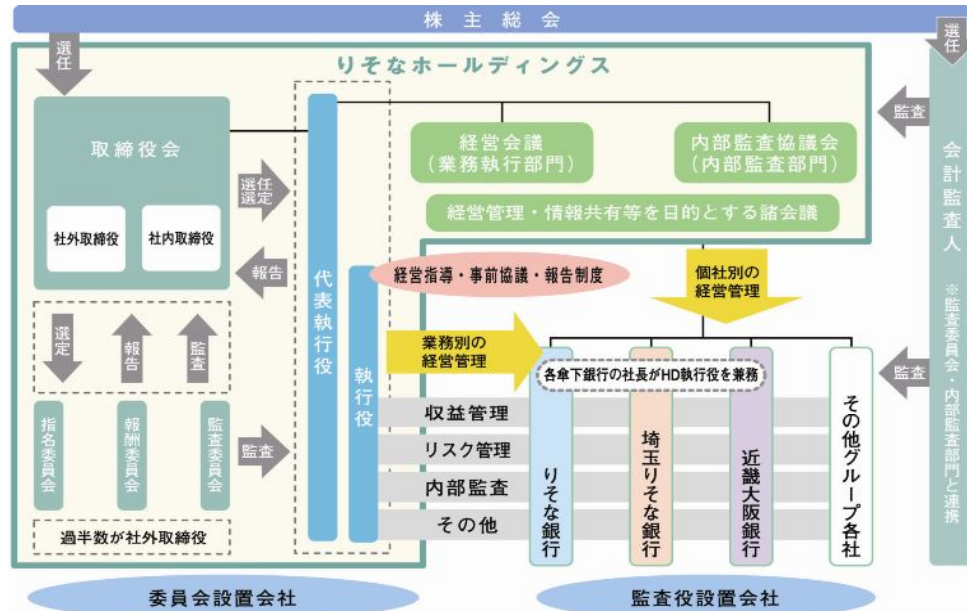 株主総会
選任
選任
りそなホールディングス
取締役会
社外取締役
社内取締役
選任
選定
報告
代表執行役
執行役
経営会議
(業務執行部門)
内部監査協議会
(内部監査部門)
経営管理・情報共有等を目的とする諸会議
監査
会計監査人 ※監査委員会・内部監査部門と連携
経営指導・事前協議・報告制度
個社別の
経営管理
業務別の
経営管理
選定
報告
監査
指名委員会
報酬委員会
監査委員会
監査
過半数が社外取締役
各傘下銀行の社長がHD執行役を兼務
監査
収益管理
リスク管理
内部監査
その他
りそな銀行
埼玉りそな銀行
近畿大阪銀行
その他グループ各社
委員会設置会社
監査役設置会社